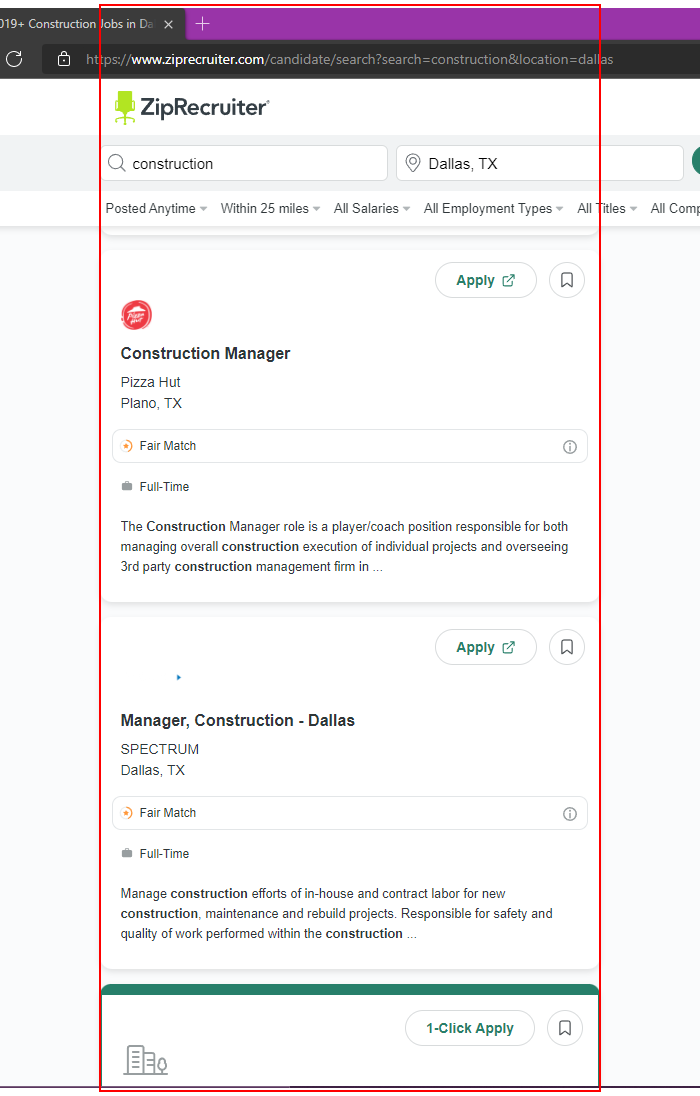 019+ Construction Jobs in Da
https://www.ziprecruiter.com/candidate/search?search=construction&location=dallas
ZipRecruiter
construction
Dallas, TX
Posted Anytime Within 25 miles All Salaries All Employment Types All Titles All Comp
Apply
Pizza Hut
Construction Manager
Pizza Hut
Plano, TX
Fair Match
Full-Time
The Construction Manager role is a player/coach position responsible for both
managing overall construction execution of individual projects and overseeing
3rd party construction management firm in ...
Apply
Manager, Construction - Dallas
SPECTRUM
Dallas, TX
Fair Match
Full-Time
Manage construction efforts of in-house and contract labor for new
construction, maintenance and rebuild projects. Responsible for safety and
quality of work performed within the construction ...
1-Click Apply